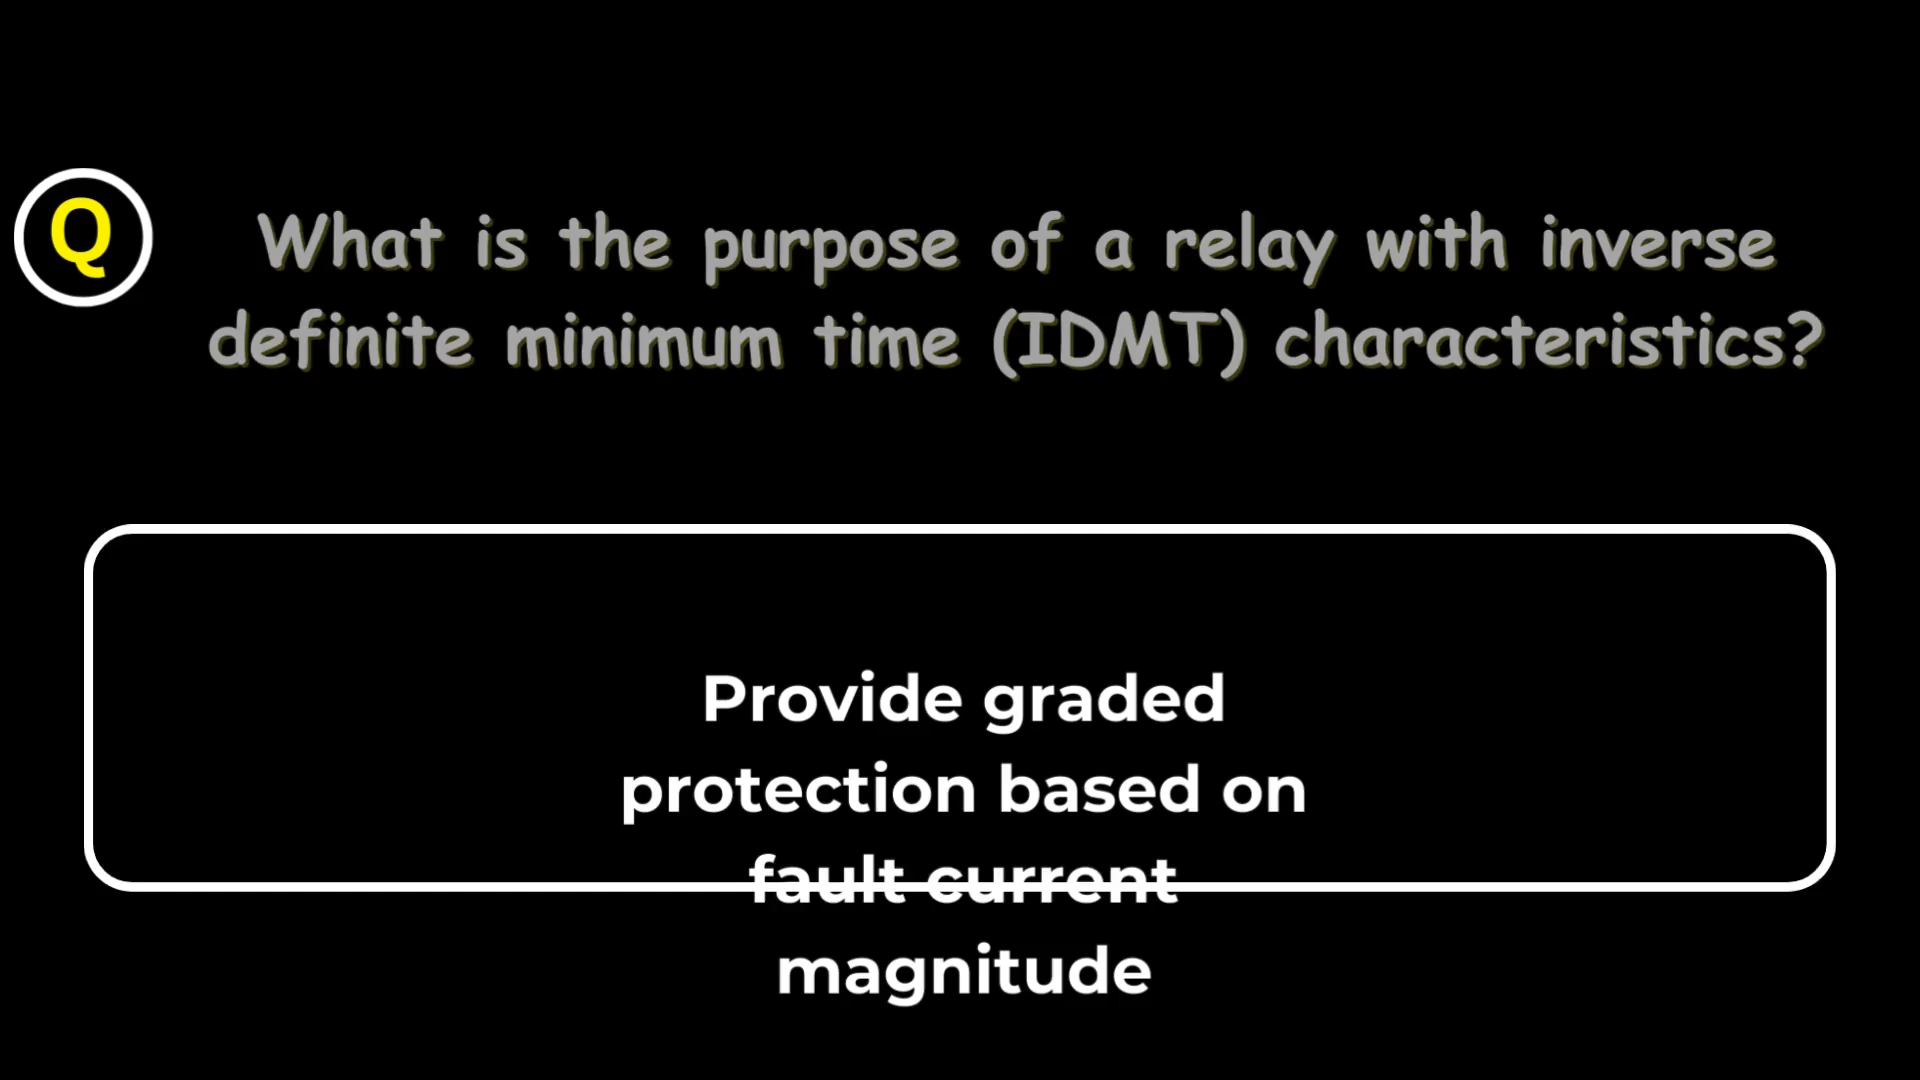 Q
What is the purpose of a relay with inverse
definite minimum time (IDMT) characteristics?
Provide graded
protection based on
fault current
magnitude